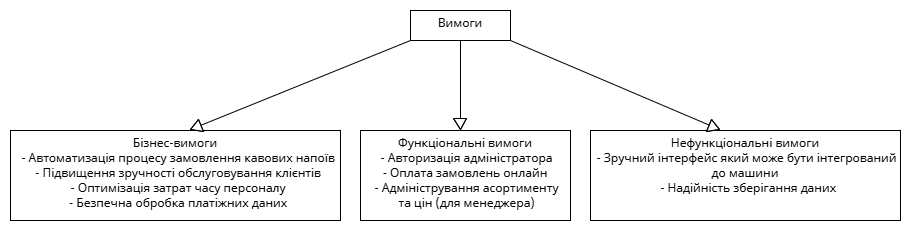 Вимоги
Бізнес-вимоги
- Автоматизація процесу замовлення кавових напоїв
- Підвищення зручності обслуговування клієнтів
- Оптимізація затрат часу персоналу
- Безпечна обробка платіжних даних
Функціональні вимоги
- Авторизація адміністратора
- Оплата замовлень онлайн
- Адміністрування асортименту
та цін (для менеджера)
Нефункціональні вимоги
- Зручний інтерфейс який може бути інтегрований
до машини
- Надійність зберігання даних